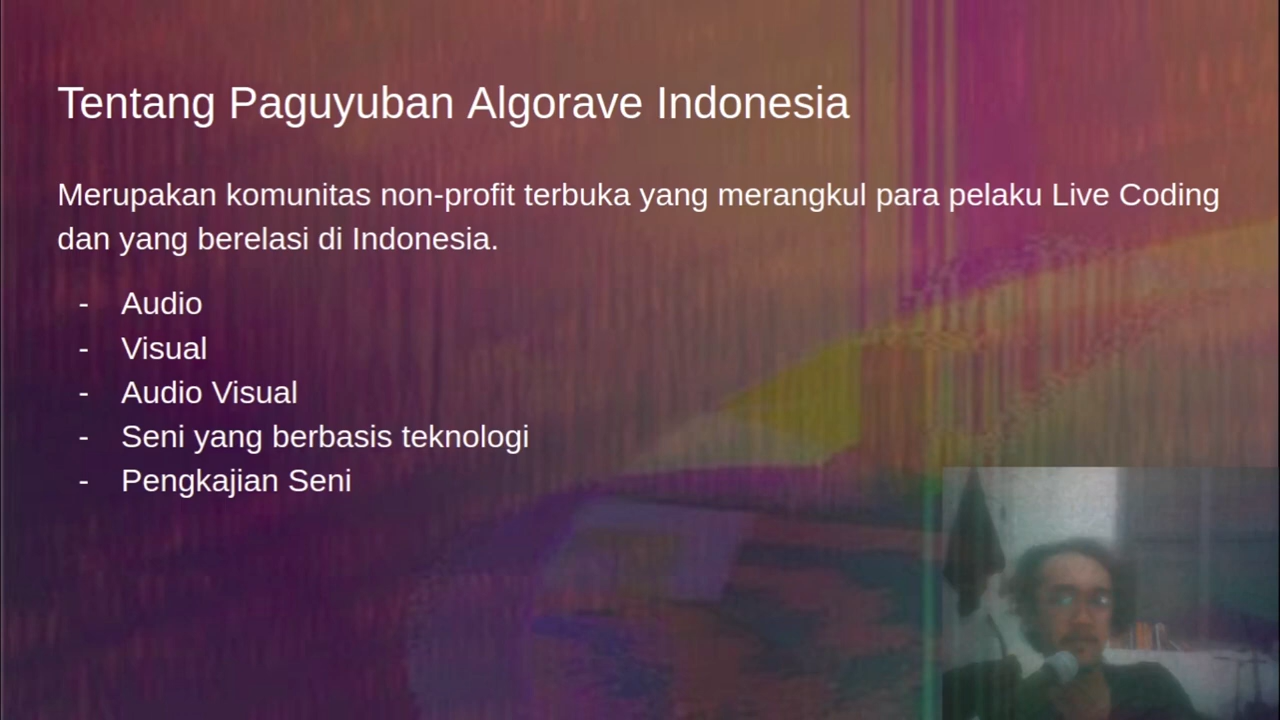 Tentang Paguyuban Algorave Indonesia
Merupakan komunitas non-profit terbuka yang merangkul para pelaku Live Coding
dan yang berelasi di Indonesia.
- Audio
- Visual
- Audio Visual
- Seni yang berbasis teknologi
- Pengkajian Seni